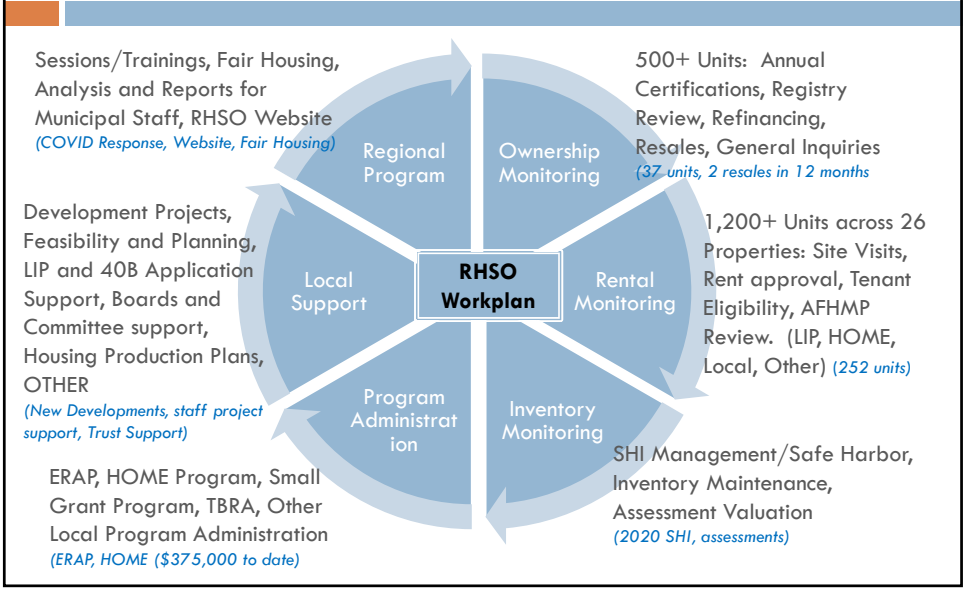 Sessions/Trainings, Fair Housing,
Analysis and Reports for
Municipal Staff, RHSO Website
(COVID Response, Website, Fair Housing)
500+ Units: Annual
Certifications, Registry
Review, Refinancing,
Resales, General Inquiries
(37 units, 2 resales in 12 months
Regional
Program
Ownership
Monitoring
Development Projects,
Feasibility and Planning,
LIP and 40B Application
Support, Boards and
Committee support,
Housing Production Plans,
OTHER
(New Developments, staff project
support, Trust Support)
Local
Support
RHSO
Workplan
Rental
Monitoring
1,200+ Units across 26
Properties: Site Visits,
Rent approval, Tenant
Eligibility, AFHMP
Review. (LIP, HOME,
Local, Other) (252 units)
Program
Administrat
ion
Inventory
Monitoring
ERAP, HOME Program, Small
Grant Program, TBRA, Other
Local Program Administration
(ERAP, HOME ($375,000 to date)
SHI Management/Safe Harbor,
Inventory Maintenance,
Assessment Valuation
(2020 SHI, assessments)